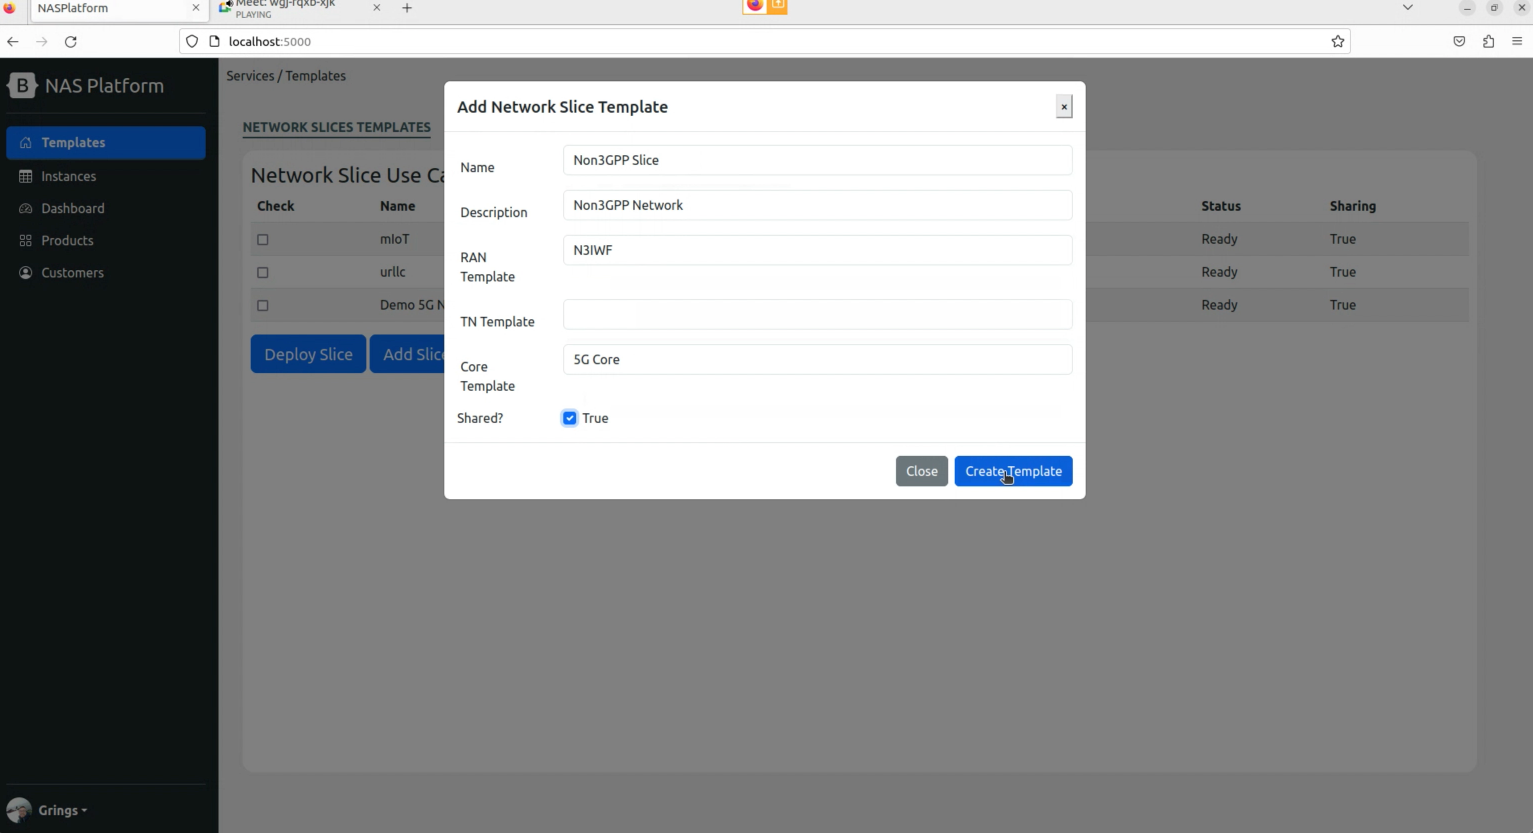 NASPlatform
Meet: wgj-rqxb-xjk
PLAYING
localhost:5000
B NAS Platform
Templates
Instances
Dashboard
Products
Customers
Grings
Services / Templates
NETWORK SLICES TEMPLATES
Network Slice Use Ca
Check Name Status Sharing
mIoT Ready True
urllc Ready True
Demo 5G N Ready True
Deploy Slice Add Slice
Add Network Slice Template ×
Name Non3GPP Slice
Description Non3GPP Network
RAN Template N3IWF
TN Template
Core Template 5G Core
Shared? True
Close Create Template